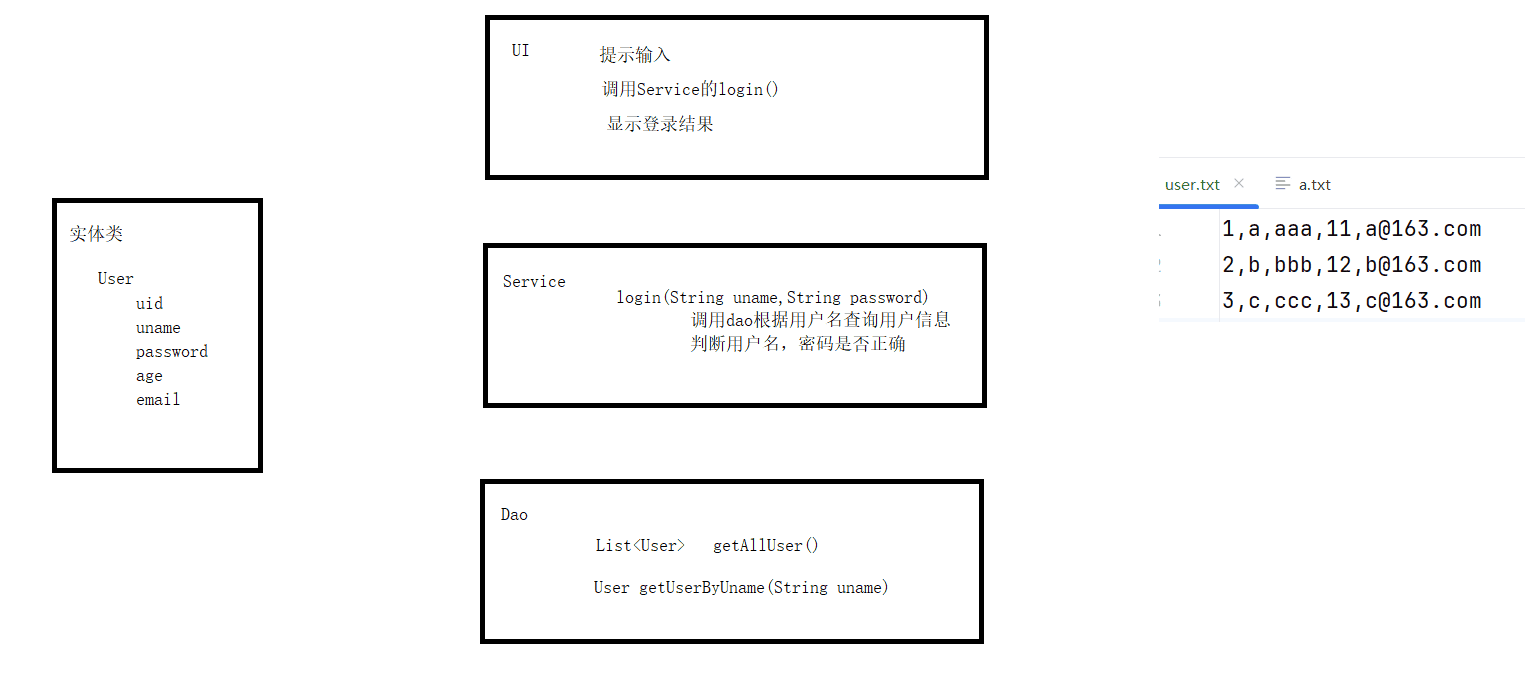 实体类
User
uid
uname
password
age
email
UI
提示输入
调用Service的login()
显示登录结果
Service
login(String uname,String password)
调用dao根据用户名查询用户信息
判断用户名，密码是否正确
Dao
List<User> getAllUser()
User getUserByUname(String uname)
user.txt × a.txt
1,a,aaa,11,a@163.com
2,b,bbb,12,b@163.com
3,c,ccc,13,c@163.com